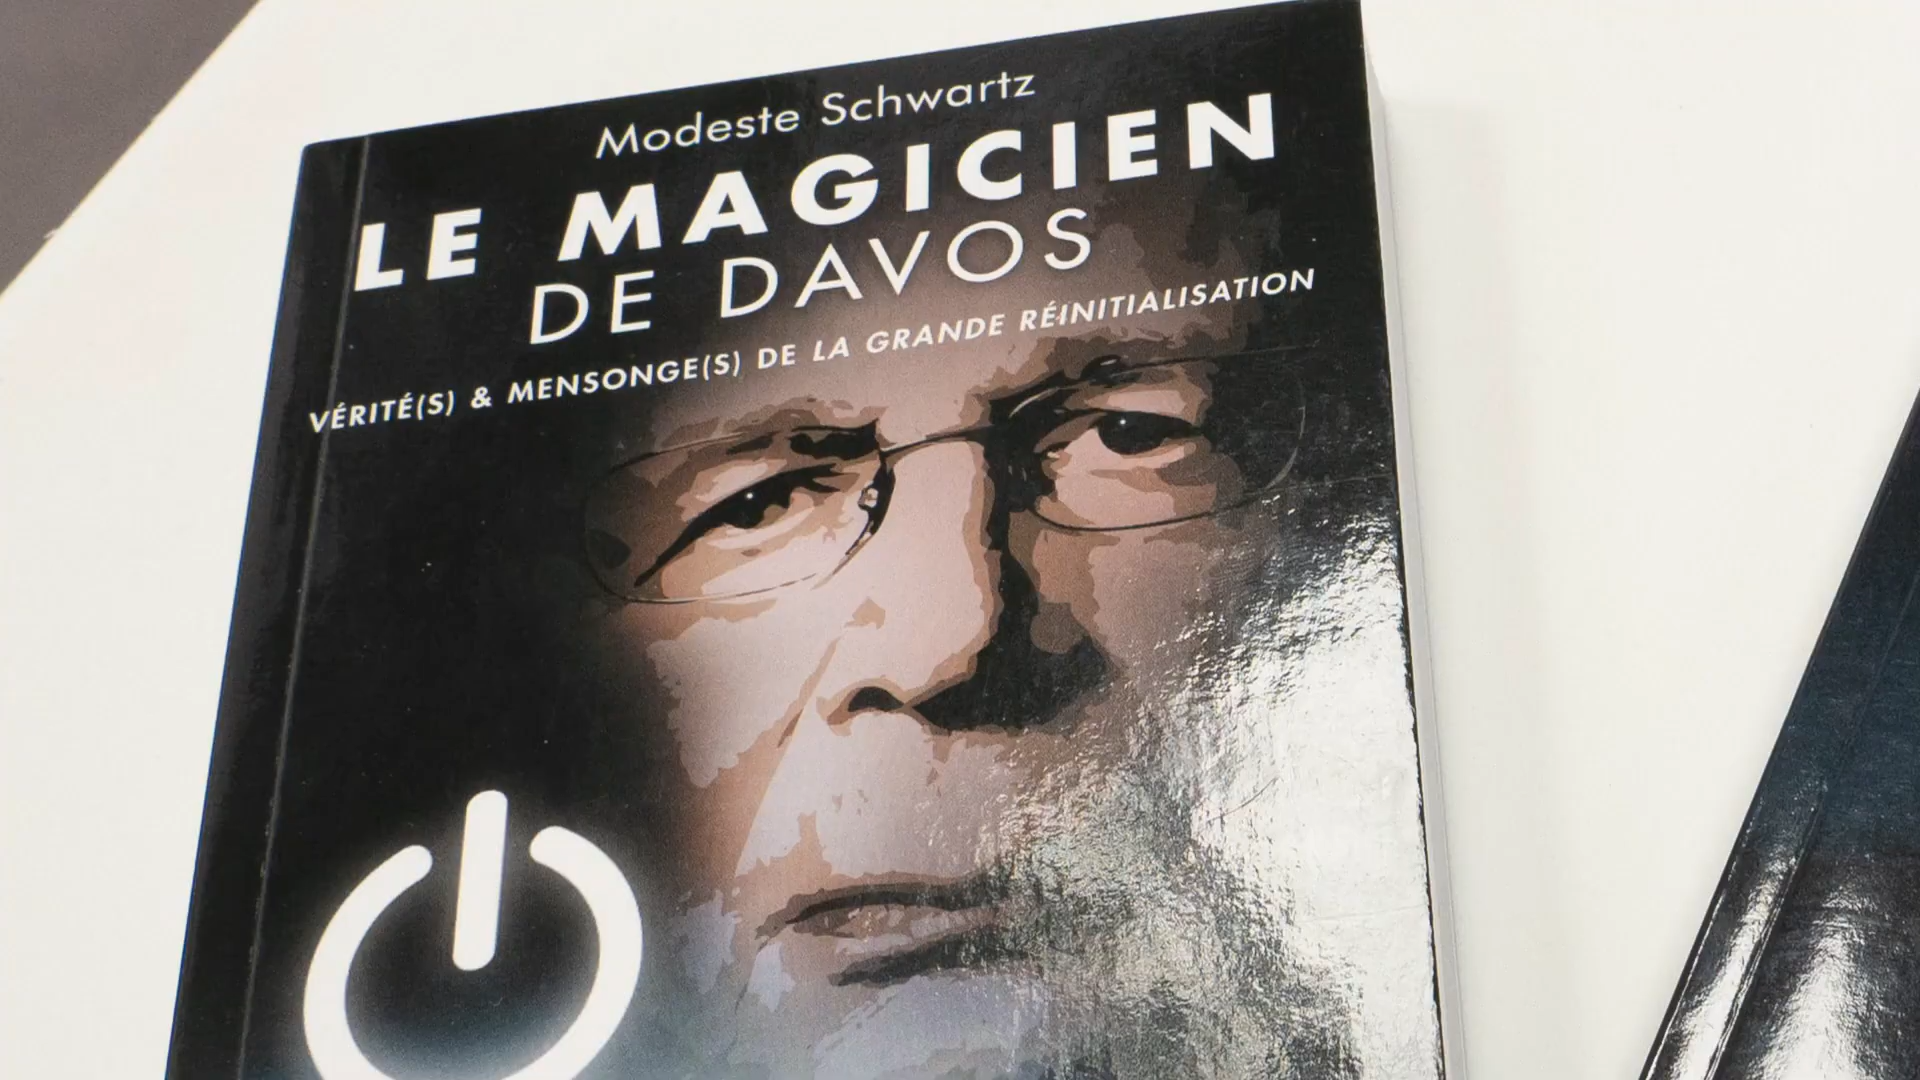 Modeste Schwartz
LE MAGICIEN
DE DAVOS
VÉRITÉ(S) & MENSONGE(S) DE LA GRANDE RÉINITIALISATION